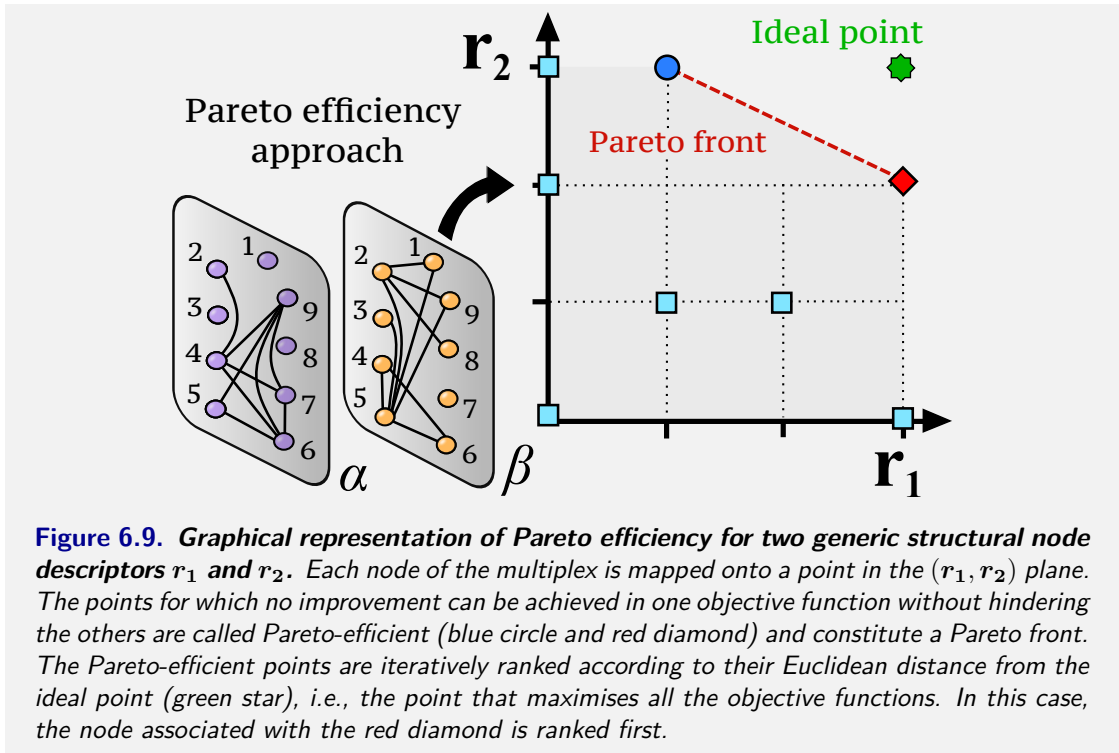 Ideal point
r2
Pareto efficiency
approach
Pareto front
1
2
3
4
5
9
8
7
6
α
1
2
3
4
5
9
8
7
6
β
r1
Figure 6.9. Graphical representation of Pareto efficiency for two generic structural node
descriptors r1 and r2. Each node of the multiplex is mapped onto a point in the (r1, r2) plane.
The points for which no improvement can be achieved in one objective function without hindering
the others are called Pareto-efficient (blue circle and red diamond) and constitute a Pareto front.
The Pareto-efficient points are iteratively ranked according to their Euclidean distance from the
ideal point (green star), i.e., the point that maximises all the objective functions. In this case,
the node associated with the red diamond is ranked first.